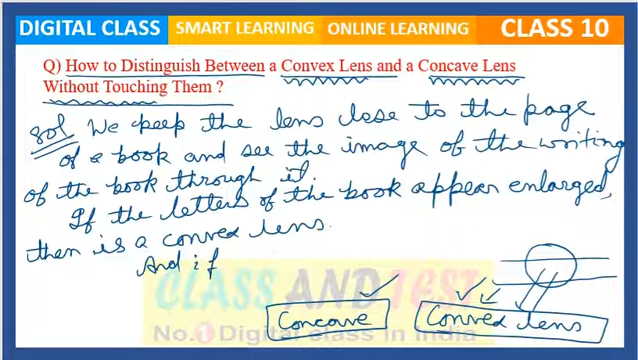 DIGITAL CLASS SMART LEARNING ONLINE LEARNING CLASS 10
Q) How to Distinguish Between a Convex Lens and a Concave Lens
Without Touching Them ?
Sol We keep the lens close to the page
of a book and see the image of the writing
of the book through it.
If the letters of the book appear enlarged,
then is a convex lens.
And if
CLASS AND TEST
Concave Convex lens
No.1 Digital class in India